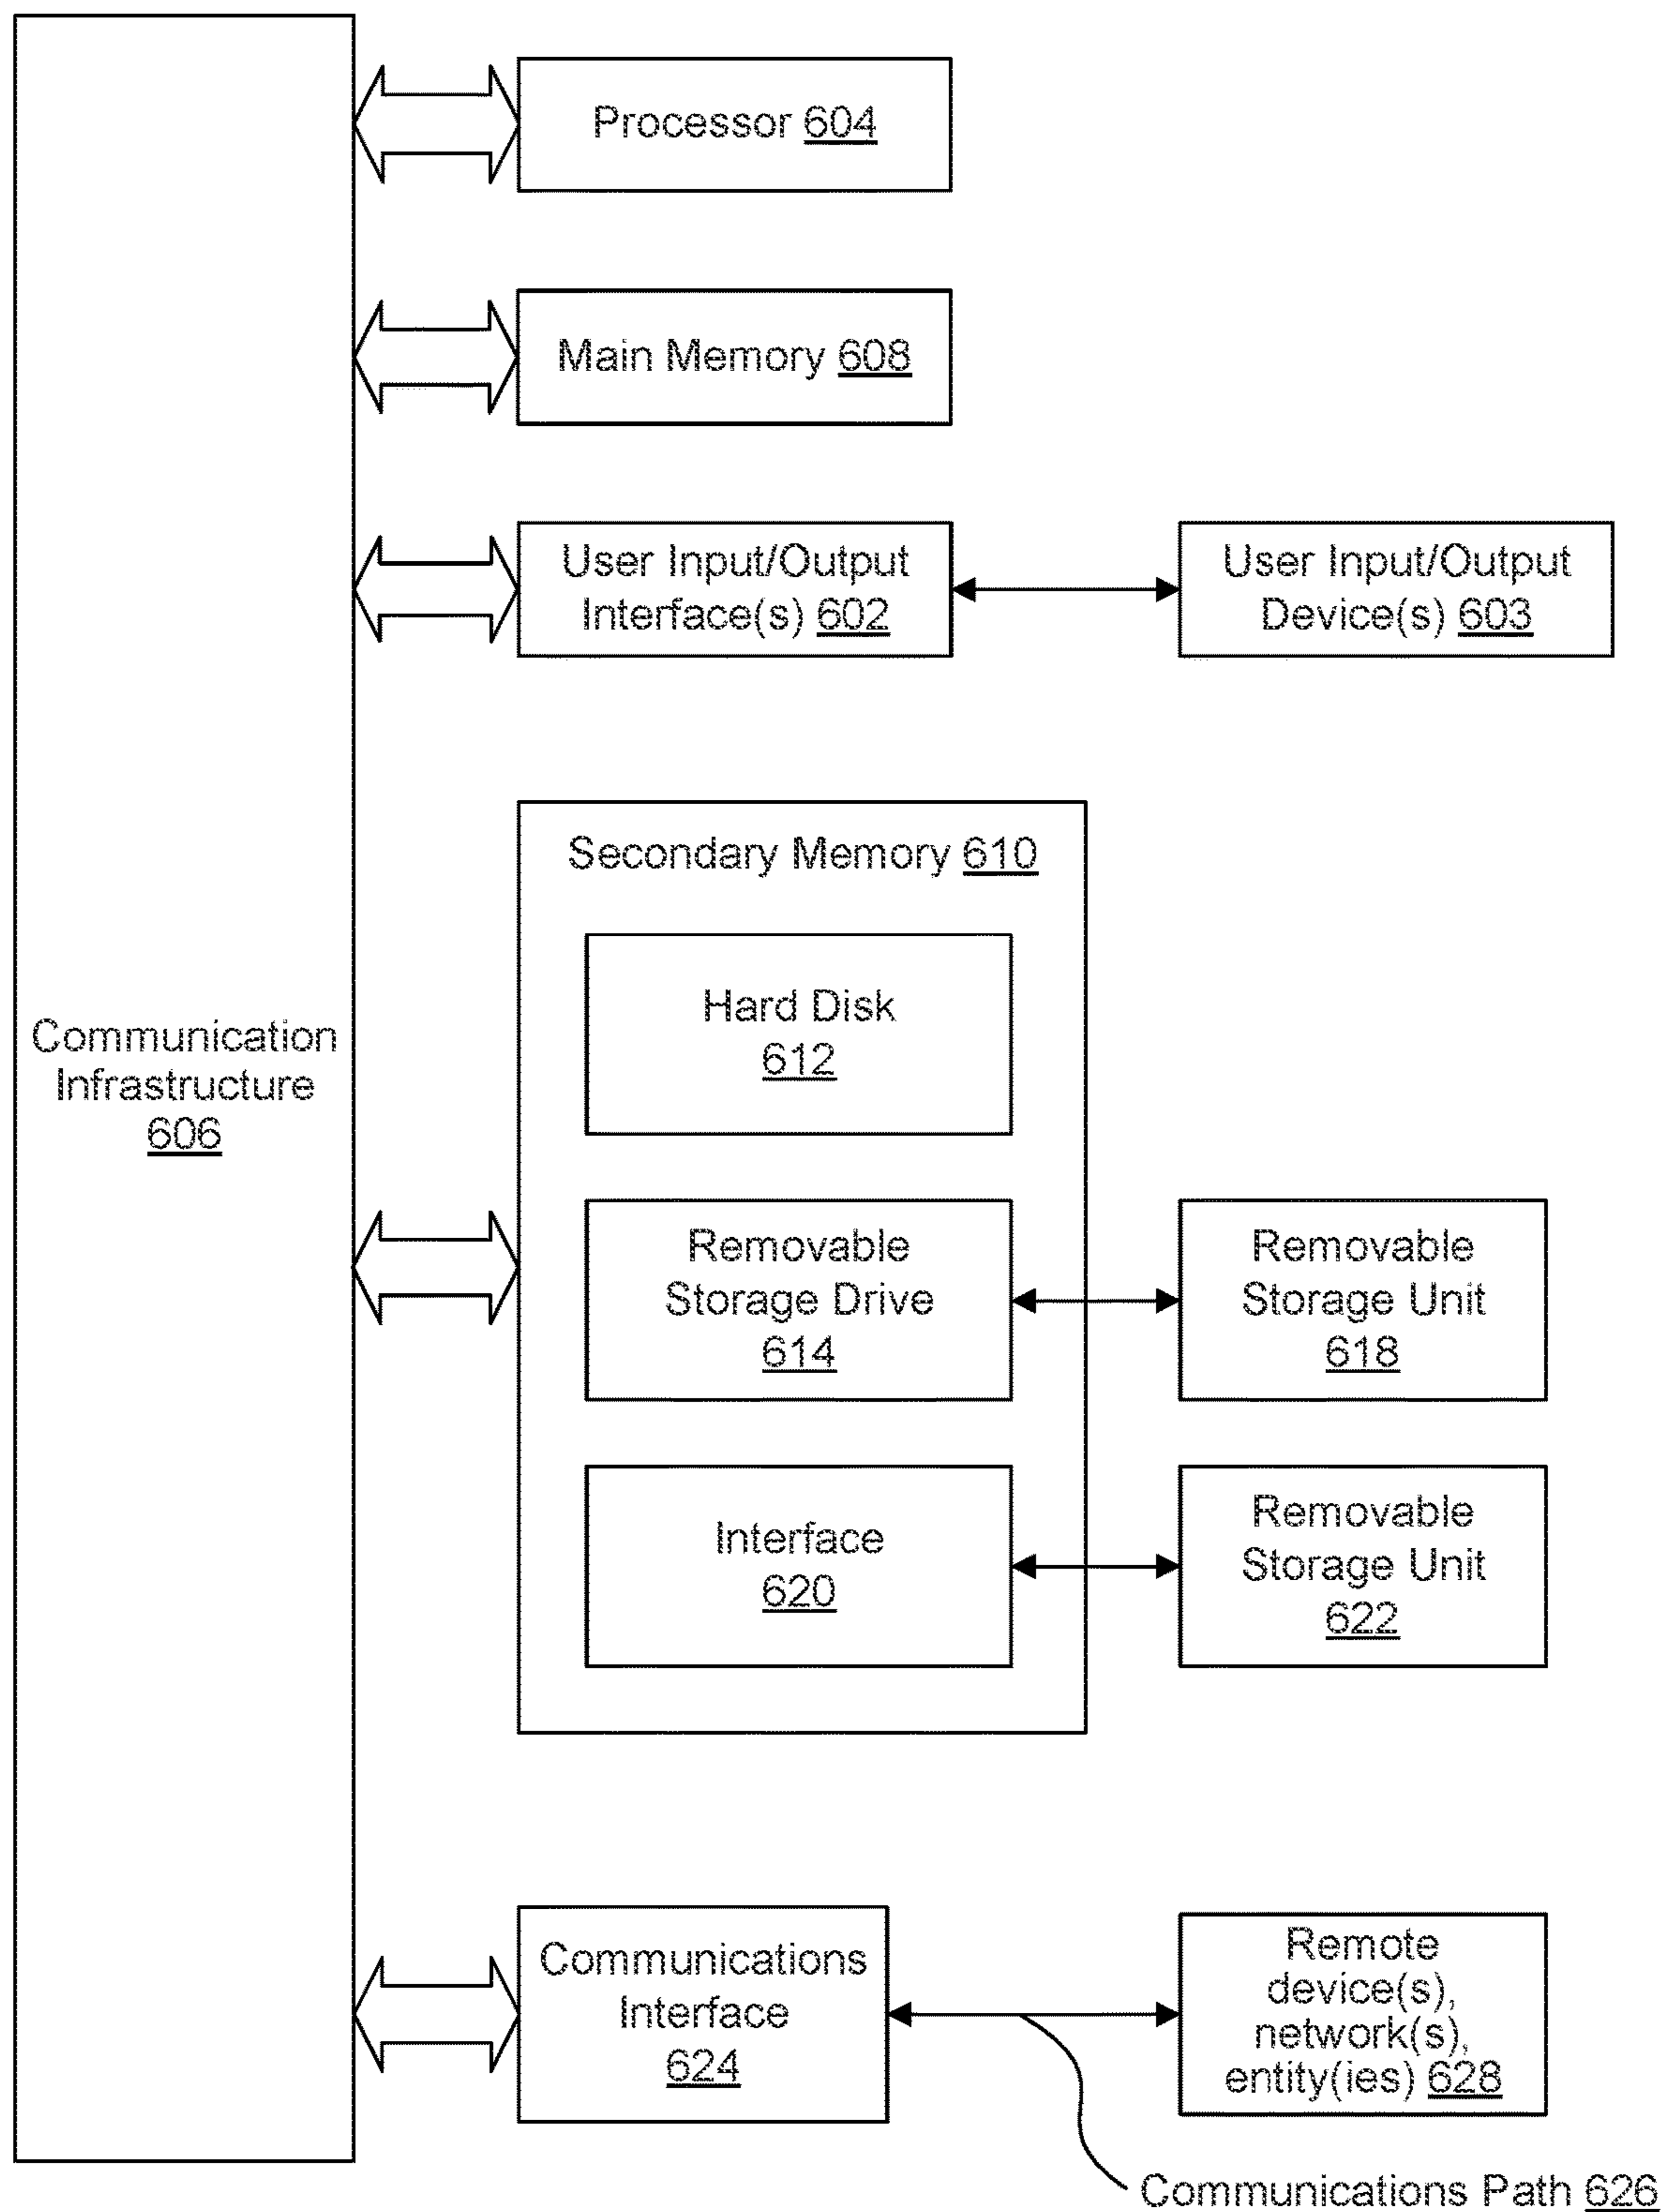 Processor 604
Main Memory 608
User Input/Output
Interface(s) 602
User Input/Output
Device(s) 603
Secondary Memory 610
Hard Disk
612
Communication
Infrastructure
606
Removable
Storage Drive
614
Removable
Storage Unit
618
Interface
620
Removable
Storage Unit
622
Communications
Interface
624
Remote
device(s),
network(s),
entity(ies) 628
Communications Path 626